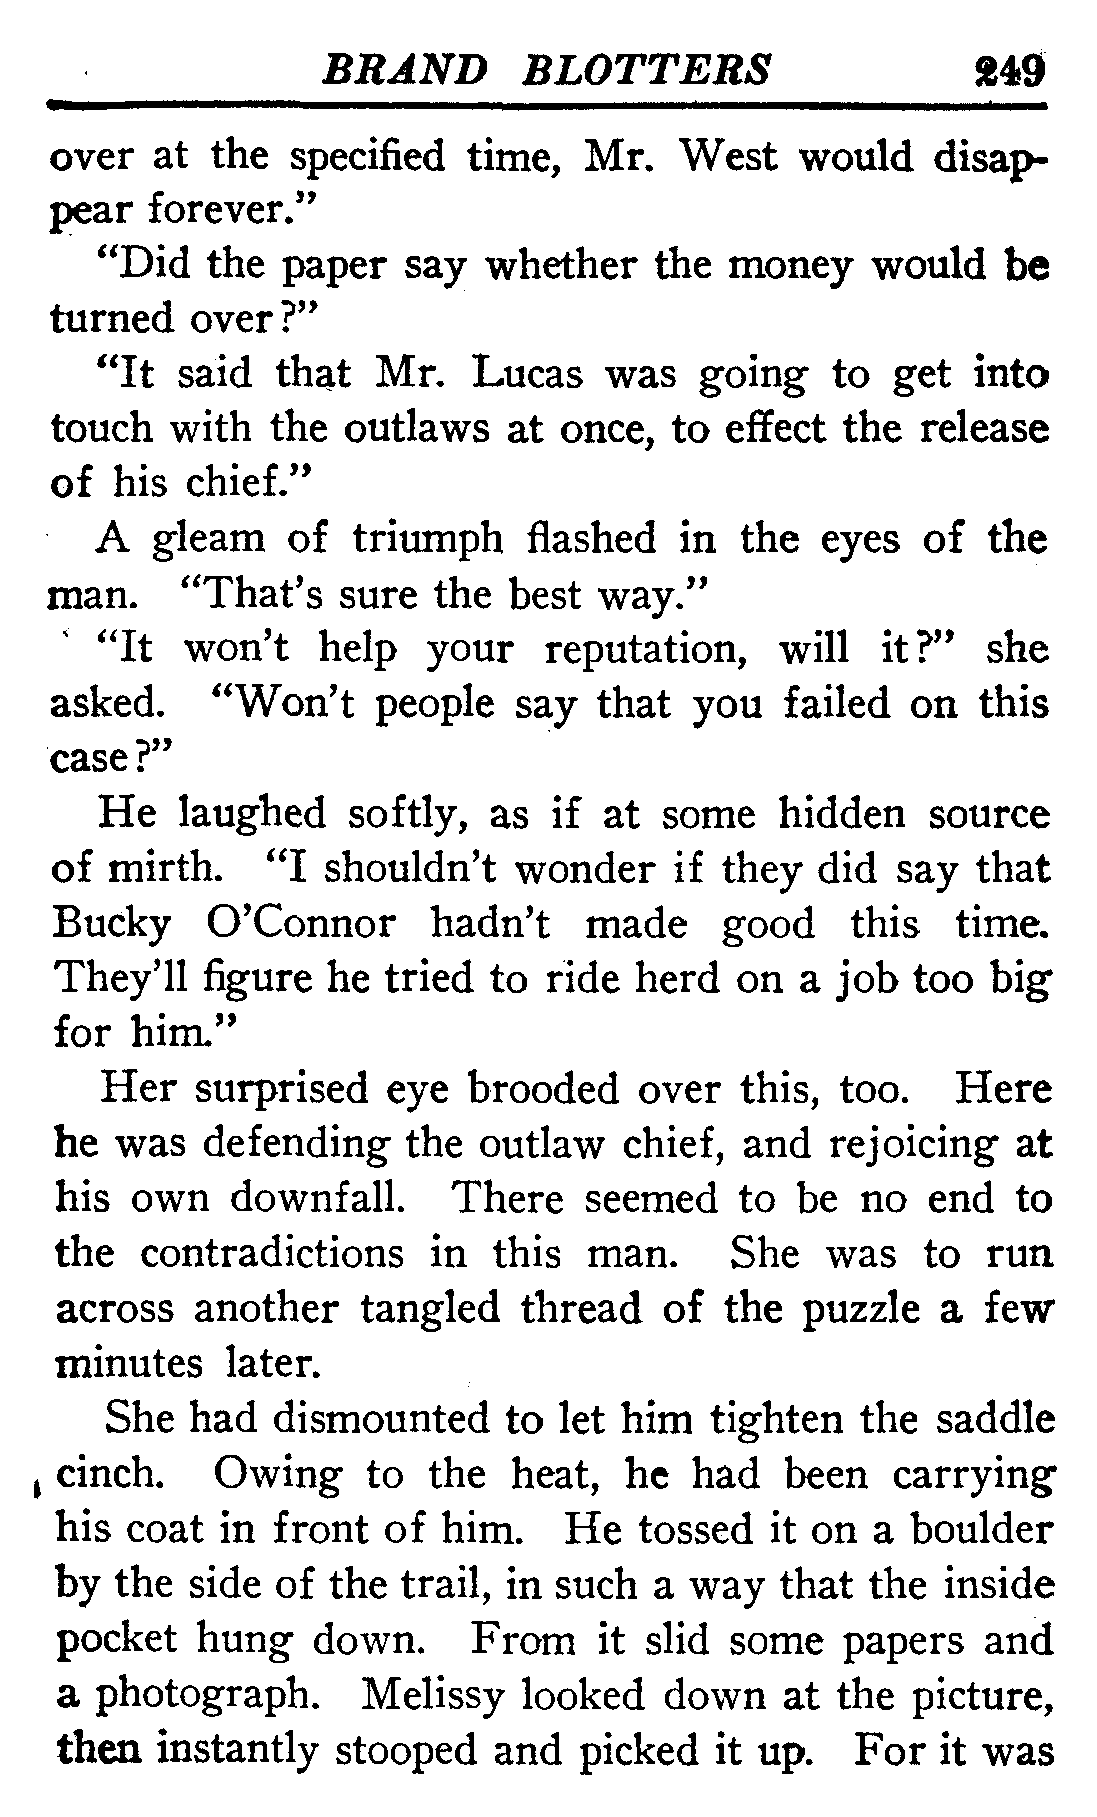 BRAND BLOTTERS 249
over at the specified time, Mr. West would disap-
pear forever."
"Did the paper say whether the money would be
turned over?"
"It said that Mr. Lucas was going to get into
touch with the outlaws at once, to effect the release
of his chief."
A gleam of triumph flashed in the eyes of the
man. "That's sure the best way."
"It won't help your reputation, will it?" she
asked. "Won't people say that you failed on this
case?"
He laughed softly, as if at some hidden source
of mirth. "I shouldn't wonder if they did say that
Bucky O'Connor hadn't made good this time.
They'll figure he tried to ride herd on a job too big
for him."
Her surprised eye brooded over this, too. Here
he was defending the outlaw chief, and rejoicing at
his own downfall. There seemed to be no end to
the contradictions in this man. She was to run
across another tangled thread of the puzzle a few
minutes later.
She had dismounted to let him tighten the saddle
cinch. Owing to the heat, he had been carrying
his coat in front of him. He tossed it on a boulder
by the side of the trail, in such a way that the inside
pocket hung down. From it slid some papers and
a photograph. Melissy looked down at the picture,
then instantly stooped and picked it up. For it was